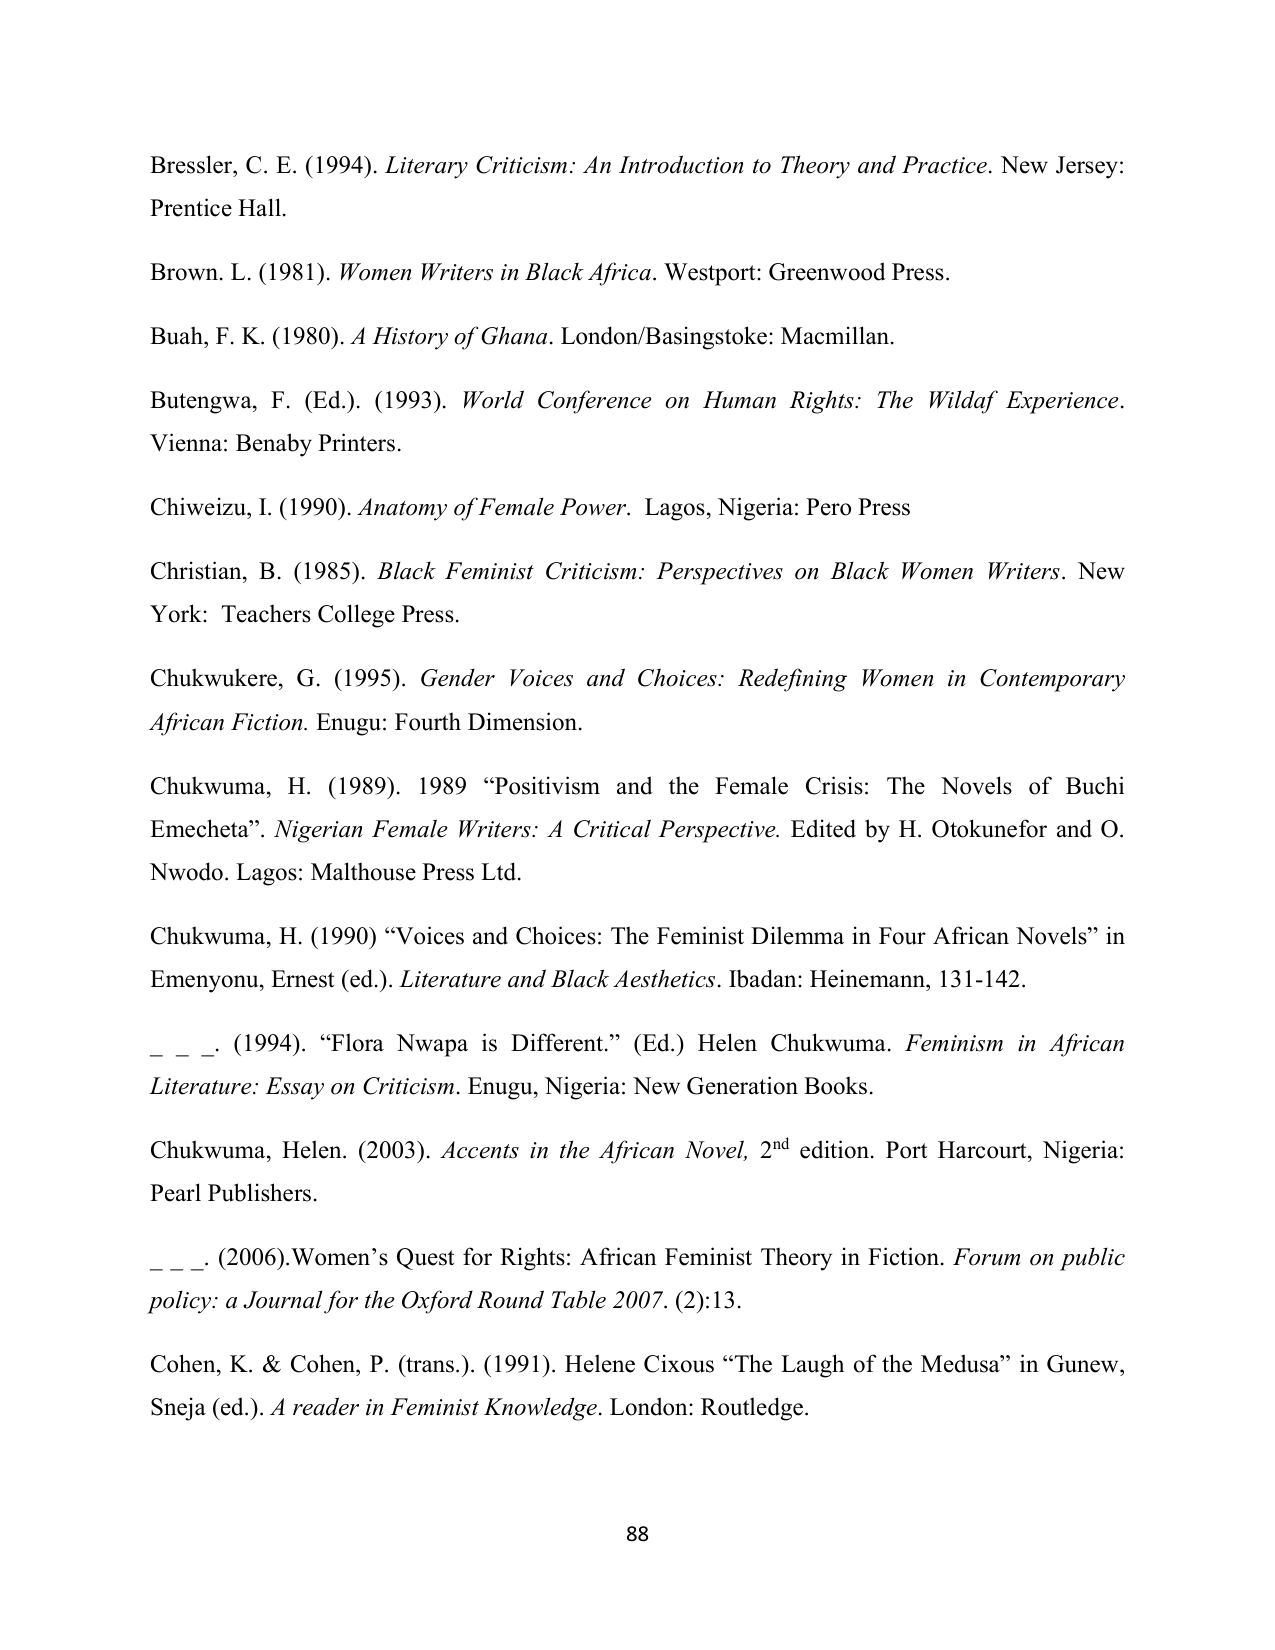 Bressler, C. E. (1994). Literary Criticism: An Introduction to Theory and Practice. New Jersey:
Prentice Hall.
Brown. L. (1981). Women Writers in Black Africa. Westport: Greenwood Press.
Buah, F. K. (1980). A History of Ghana. London/Basingstoke: Macmillan.
Butengwa, F. (Ed.). (1993). World Conference on Human Rights: The Wildaf Experience.
Vienna: Benaby Printers.
Chiweizu, I. (1990). Anatomy of Female Power.  Lagos, Nigeria: Pero Press
Christian, B. (1985). Black Feminist Criticism: Perspectives on Black Women Writers. New
York:  Teachers College Press.
Chukwukere, G. (1995). Gender Voices and Choices: Redefining Women in Contemporary
African Fiction. Enugu: Fourth Dimension.
Chukwuma, H. (1989). 1989 “Positivism and the Female Crisis: The Novels of Buchi
Emecheta”. Nigerian Female Writers: A Critical Perspective. Edited by H. Otokunefor and O.
Nwodo. Lagos: Malthouse Press Ltd.
Chukwuma, H. (1990) “Voices and Choices: The Feminist Dilemma in Four African Novels” in
Emenyonu, Ernest (ed.). Literature and Black Aesthetics. Ibadan: Heinemann, 131-142.
_ _ _. (1994). “Flora Nwapa is Different.” (Ed.) Helen Chukwuma. Feminism in African
Literature: Essay on Criticism. Enugu, Nigeria: New Generation Books.
Chukwuma, Helen. (2003). Accents in the African Novel, 2nd edition. Port Harcourt, Nigeria:
Pearl Publishers.
_ _ _. (2006).Women’s Quest for Rights: African Feminist Theory in Fiction. Forum on public
policy: a Journal for the Oxford Round Table 2007. (2):13.
Cohen, K. & Cohen, P. (trans.). (1991). Helene Cixous “The Laugh of the Medusa” in Gunew,
Sneja (ed.). A reader in Feminist Knowledge. London: Routledge.
88